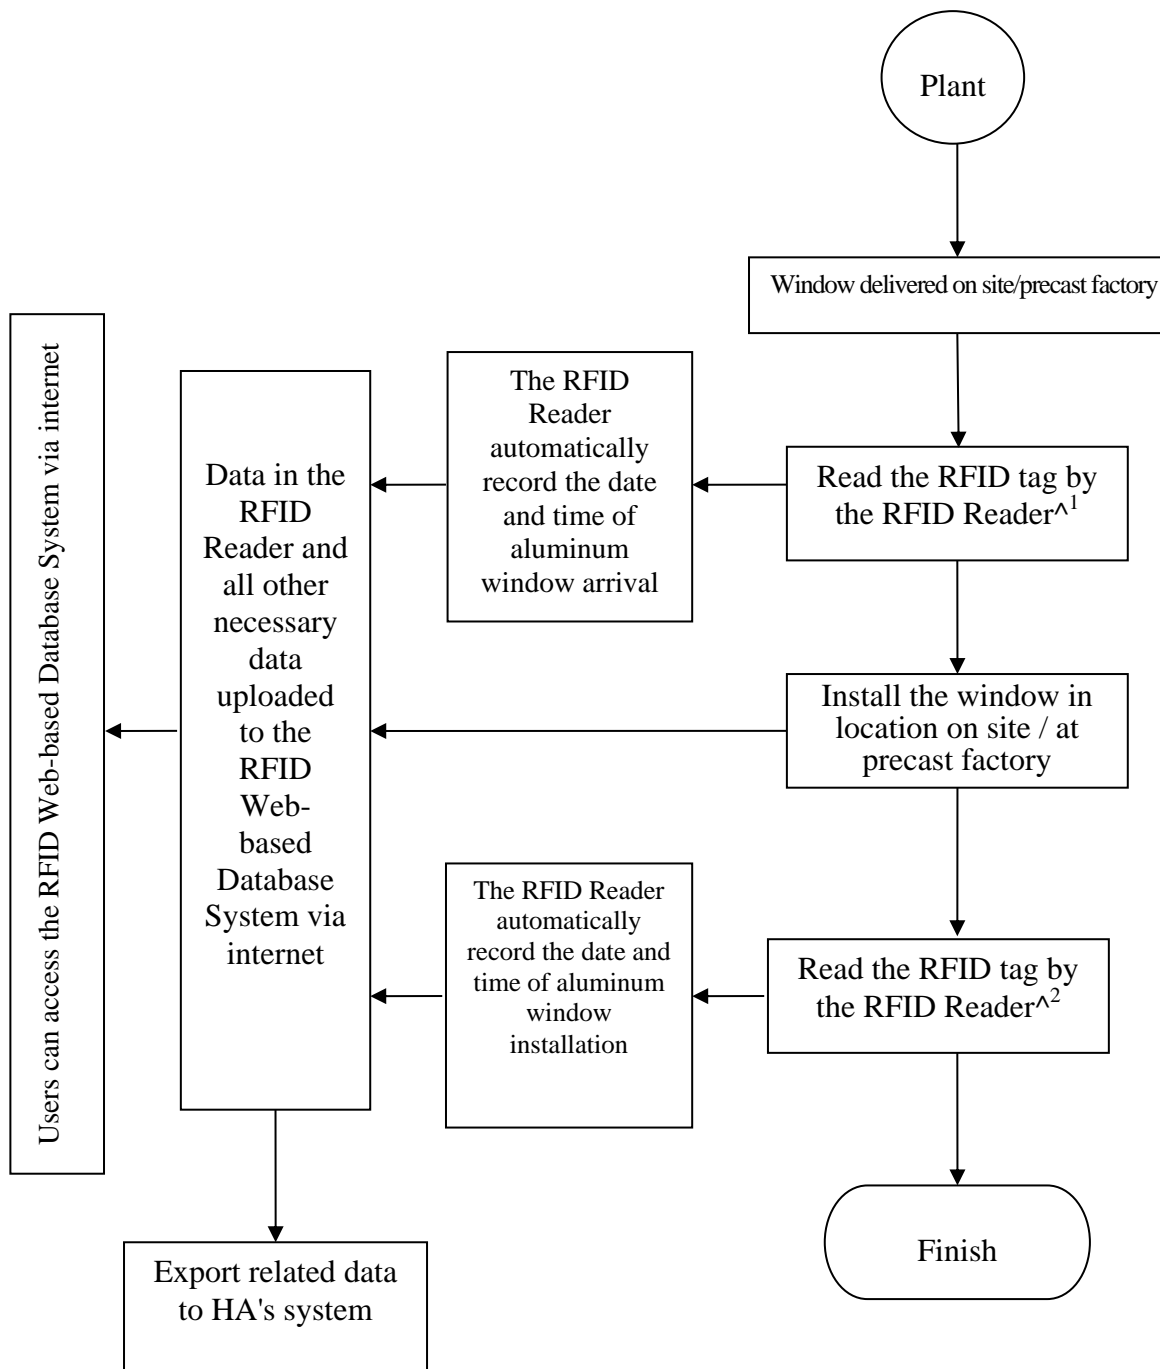 Plant
Window delivered on site/precast factory
Users can access the RFID Web-based Database System via internet
Data in the
RFID
Reader and
all other
necessary
data
uploaded
to the
RFID
Web-
based
Database
System via
internet
The RFID
Reader
automatically
record the date
and time of
aluminum
window arrival
Read the RFID tag by
the RFID Reader^1
Install the window in
location on site / at
precast factory
The RFID Reader
automatically
record the date and
time of aluminum
window
installation
Read the RFID tag by
the RFID Reader^2
Export related data
to HA's system
Finish